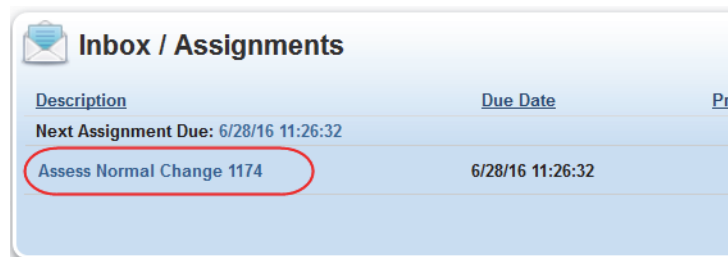 Inbox / Assignments
Description Due Date
Next Assignment Due: 6/28/16 11:26:32
Assess Normal Change 1174 6/28/16 11:26:32